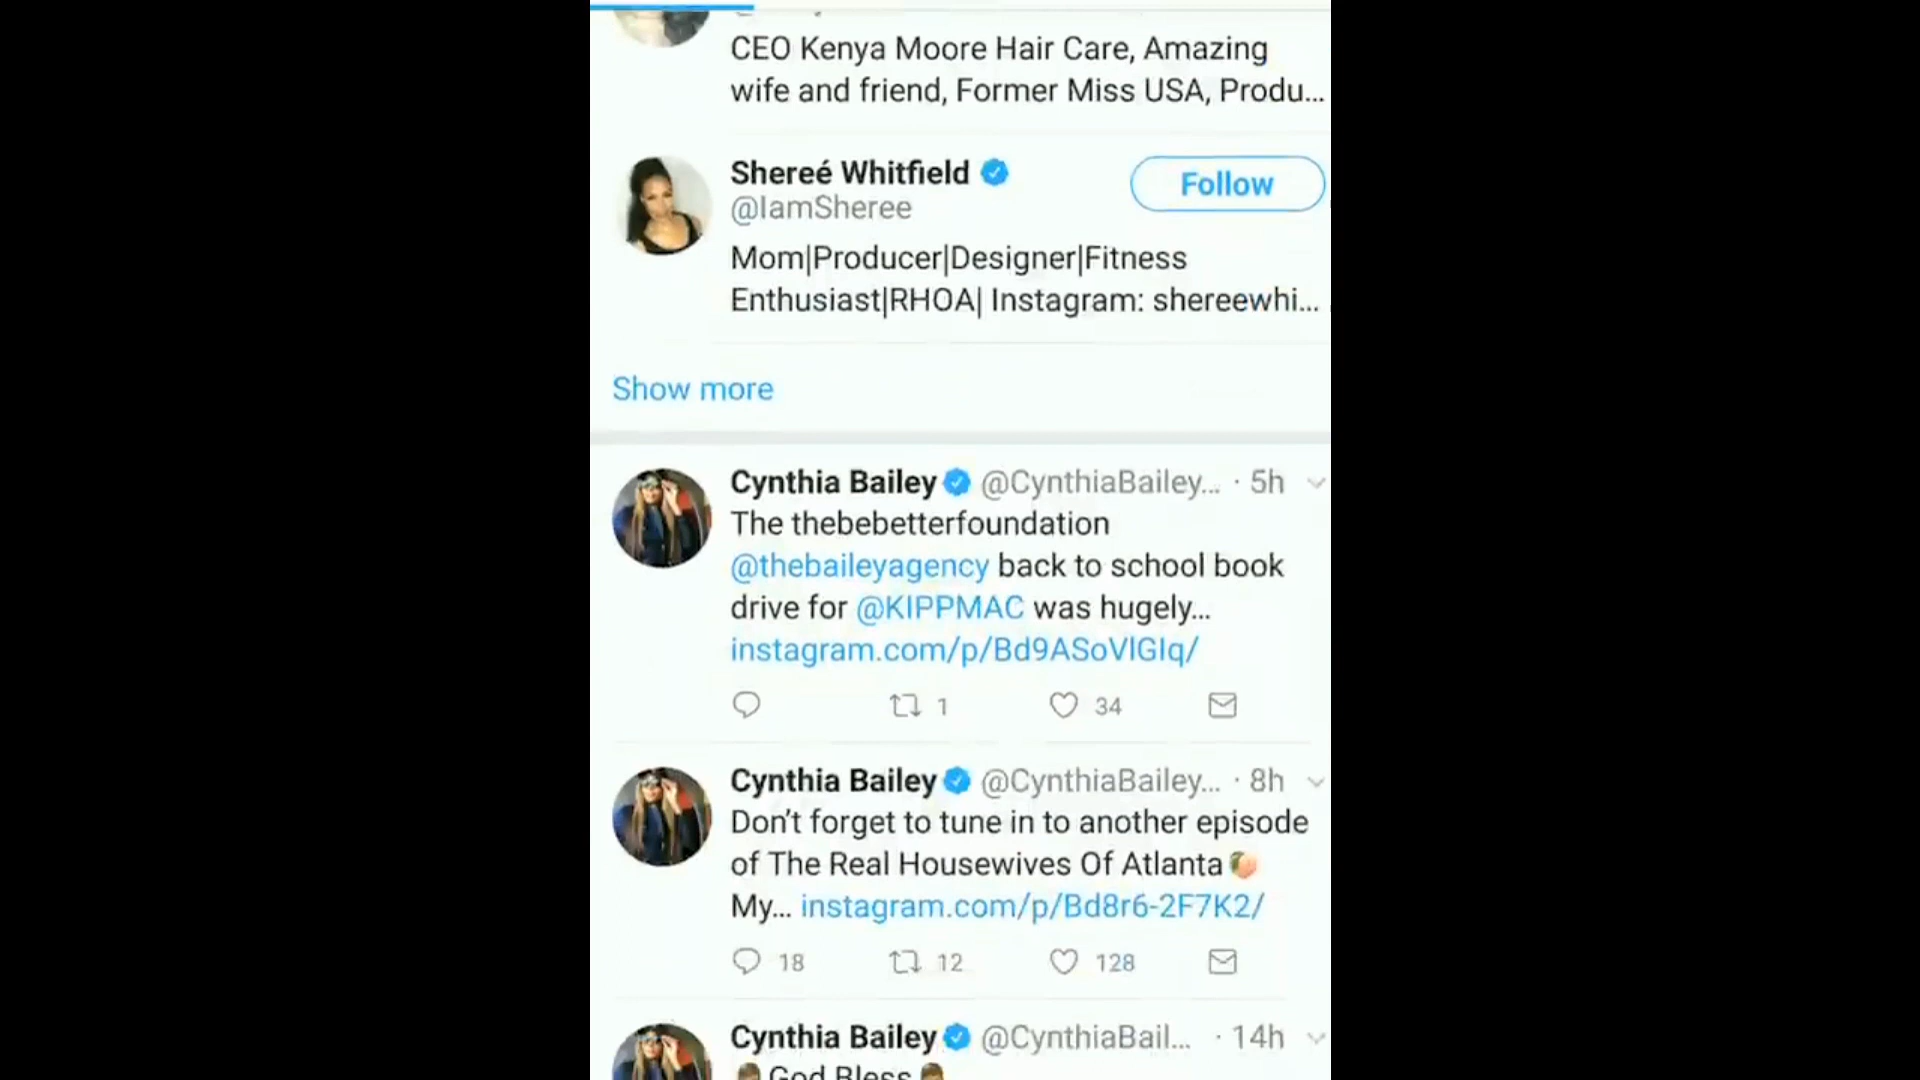 CEO Kenya Moore Hair Care, Amazing
wife and friend, Former Miss USA, Produ...
Shereé Whitfield
Follow
@IamSheree
Mom|Producer|Designer|Fitness
Enthusiast|RHOA| Instagram: shereewhi...
Show more
Cynthia Bailey @CynthiaBailey... · 5h
The thebebetterfoundation
@thebaileyagency back to school book
drive for @KIPPMAC was hugely...
instagram.com/p/Bd9ASoVlGIq/
1 34
Cynthia Bailey @CynthiaBailey... · 8h
Don't forget to tune in to another episode
of The Real Housewives Of Atlanta🍑
My... instagram.com/p/Bd8r6-2F7K2/
18 12 128
Cynthia Bailey @CynthiaBail... · 14h
God Bless